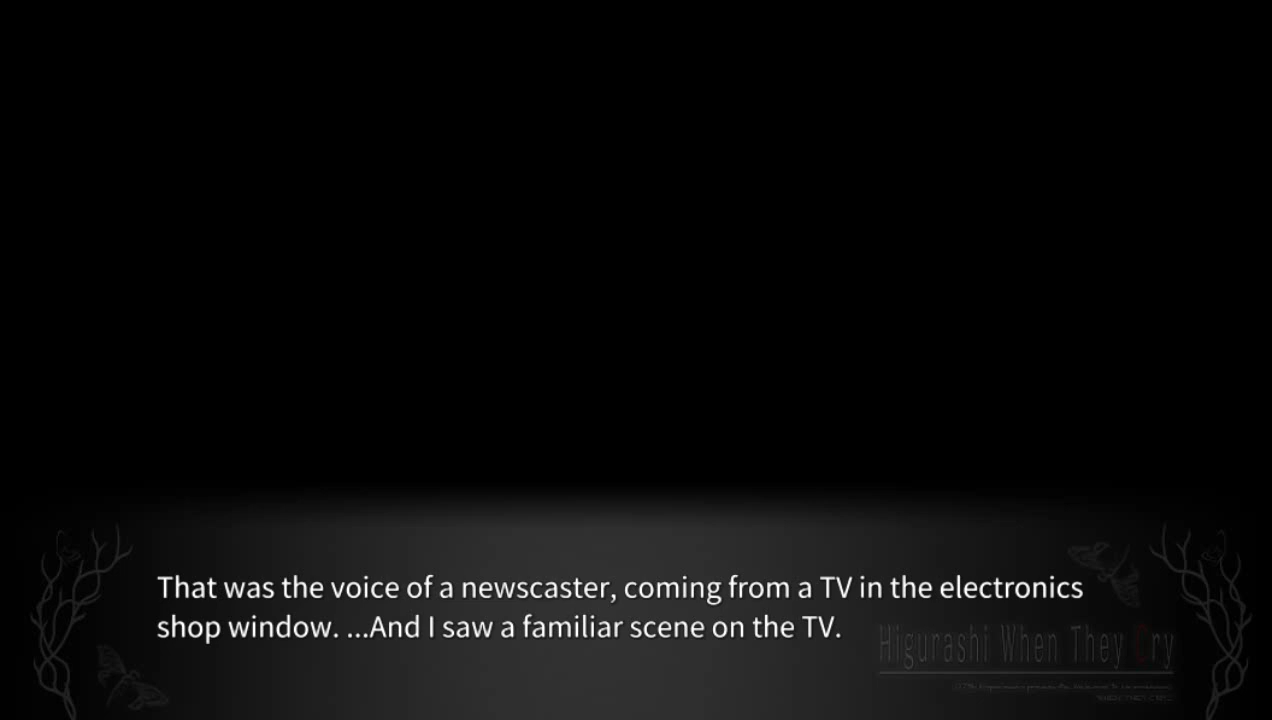 That was the voice of a newscaster, coming from a TV in the electronics
shop window. ...And I saw a familiar scene on the TV.
Higurashi When They Cry